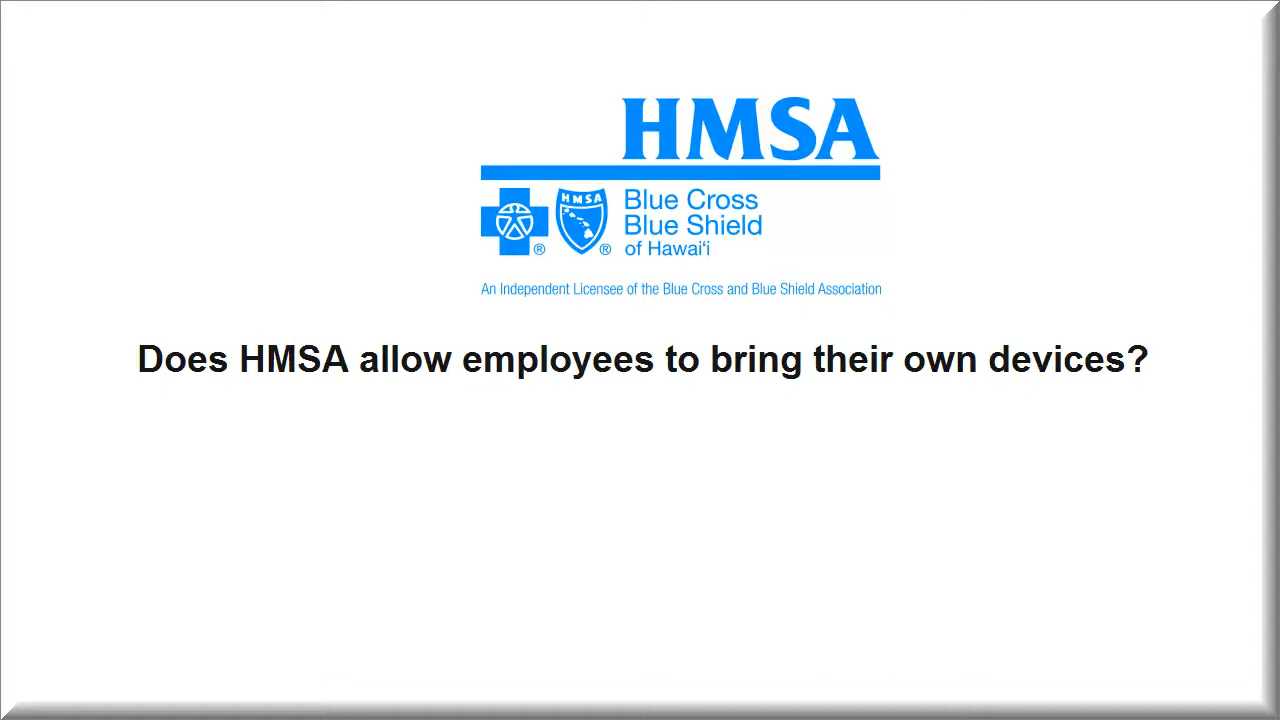 HMSA
HMSA
Blue Cross
Blue Shield
of Hawaiʻi
® ®
An Independent Licensee of the Blue Cross and Blue Shield Association
Does HMSA allow employees to bring their own devices?